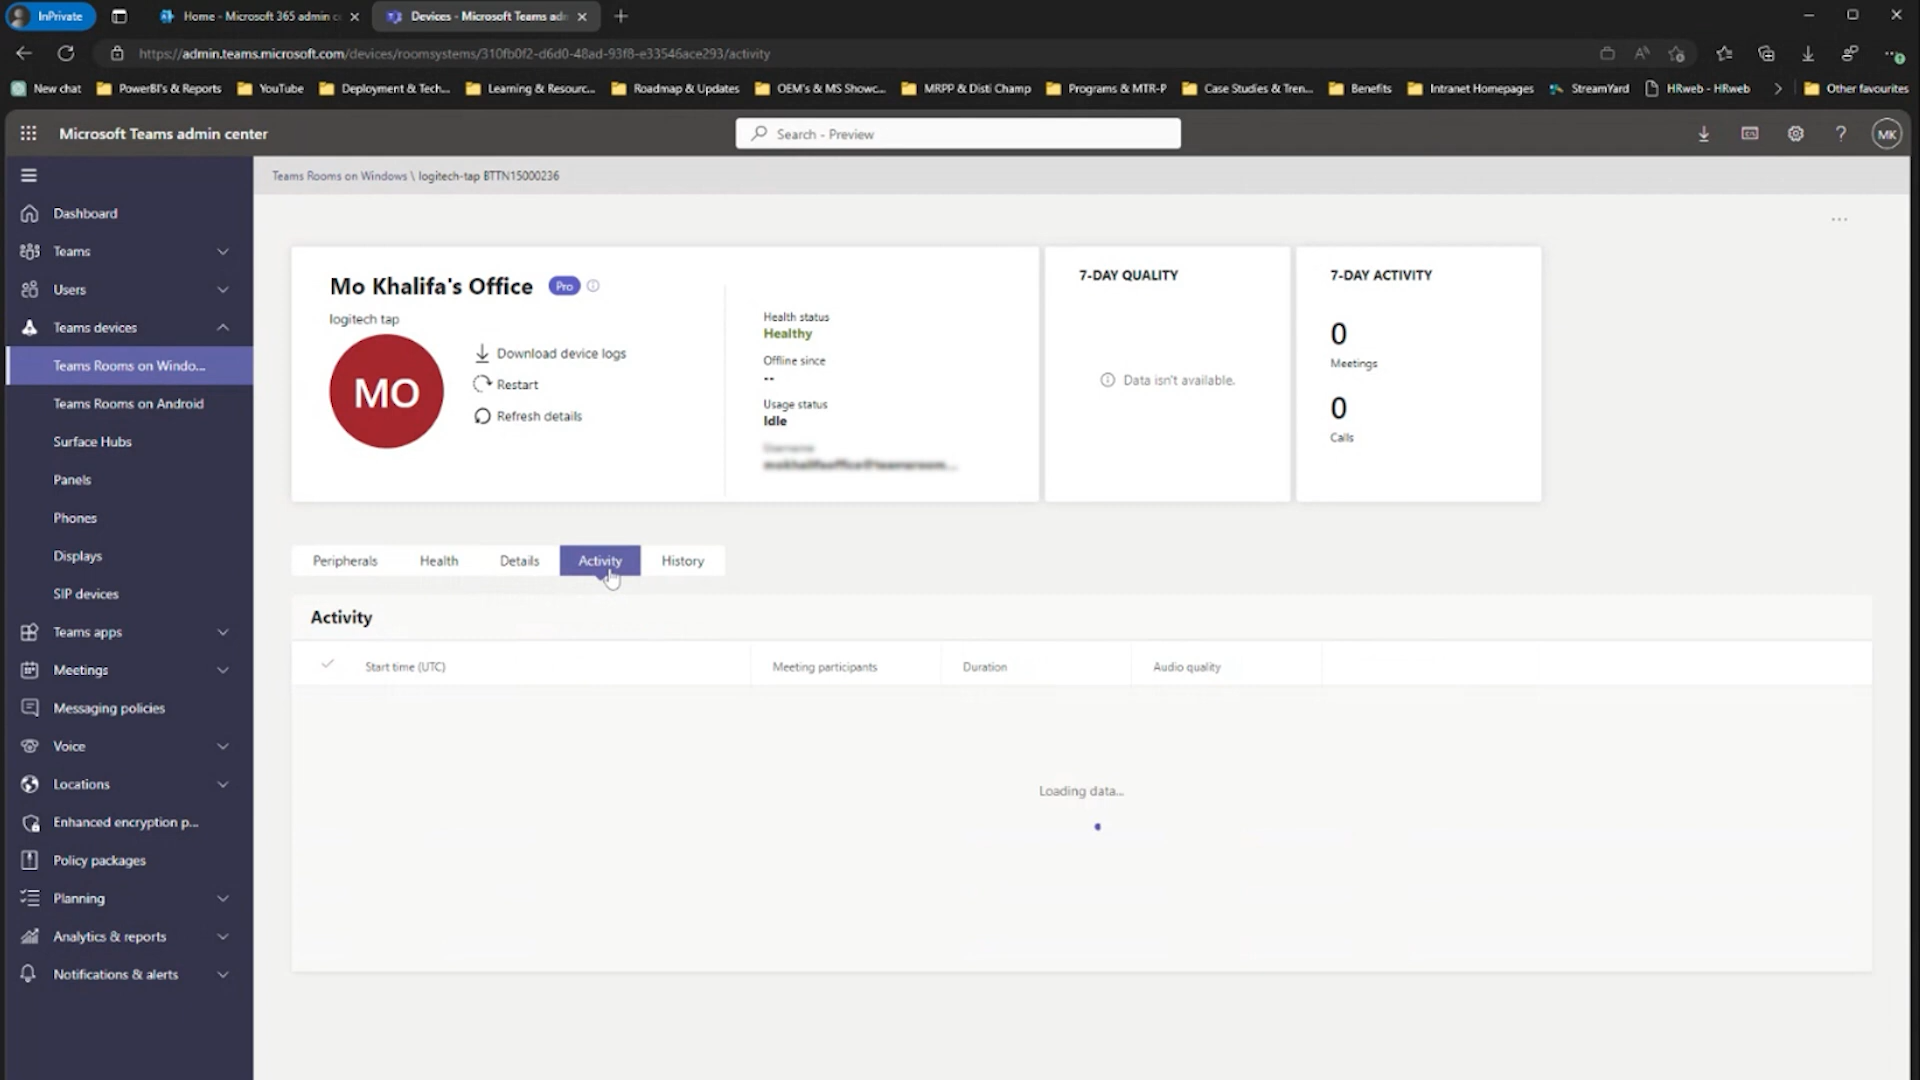 InPrivate
Home - Microsoft 365 admin c
Devices - Microsoft Teams adm
https://admin.teams.microsoft.com/devices/roomsystems/310fb0f2-d6d0-48ad-93f8-e33546ace293/activity
New chat
PowerBI's & Reports
YouTube
Deployment & Tech...
Learning & Resourc...
Roadmap & Updates
OEM's & MS Showc...
MRPP & Disti Champ
Programs & MTR-P
Case Studies & Tren...
Benefits
Intranet Homepages
StreamYard
HRweb - HRweb
Other favourites
Microsoft Teams admin center
Search - Preview
MK
Teams Rooms on Windows \ logitech-tap BTTN15000236
Dashboard
Teams
Users
Teams devices
Teams Rooms on Windo...
Teams Rooms on Android
Surface Hubs
Panels
Phones
Displays
SIP devices
Teams apps
Meetings
Messaging policies
Voice
Locations
Enhanced encryption p...
Policy packages
Planning
Analytics & reports
Notifications & alerts
Mo Khalifa's Office
Pro
logitech tap
MO
Download device logs
Restart
Refresh details
Health status
Healthy
Offline since
--
Usage status
Idle
7-DAY QUALITY
Data isn't available.
7-DAY ACTIVITY
0
Meetings
0
Calls
Peripherals
Health
Details
Activity
History
Activity
Start time (UTC)
Meeting participants
Duration
Audio quality
Loading data...